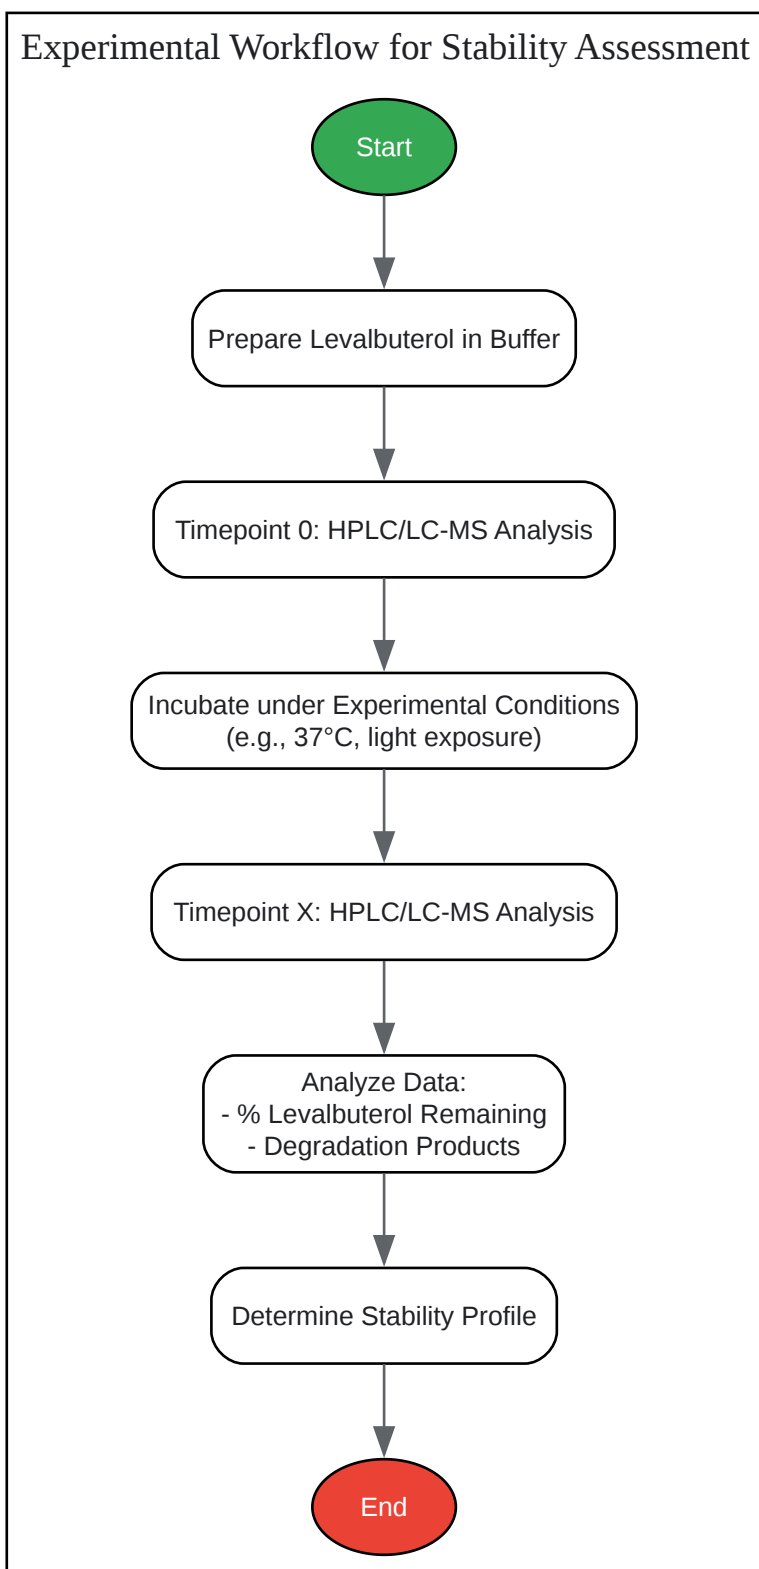 Experimental Workflow for Stability Assessment
Start
Prepare Levalbuterol in Buffer
Timepoint 0: HPLC/LC-MS Analysis
Incubate under Experimental Conditions
(e.g., 37°C, light exposure)
Timepoint X: HPLC/LC-MS Analysis
Analyze Data:
- % Levalbuterol Remaining
- Degradation Products
Determine Stability Profile
End